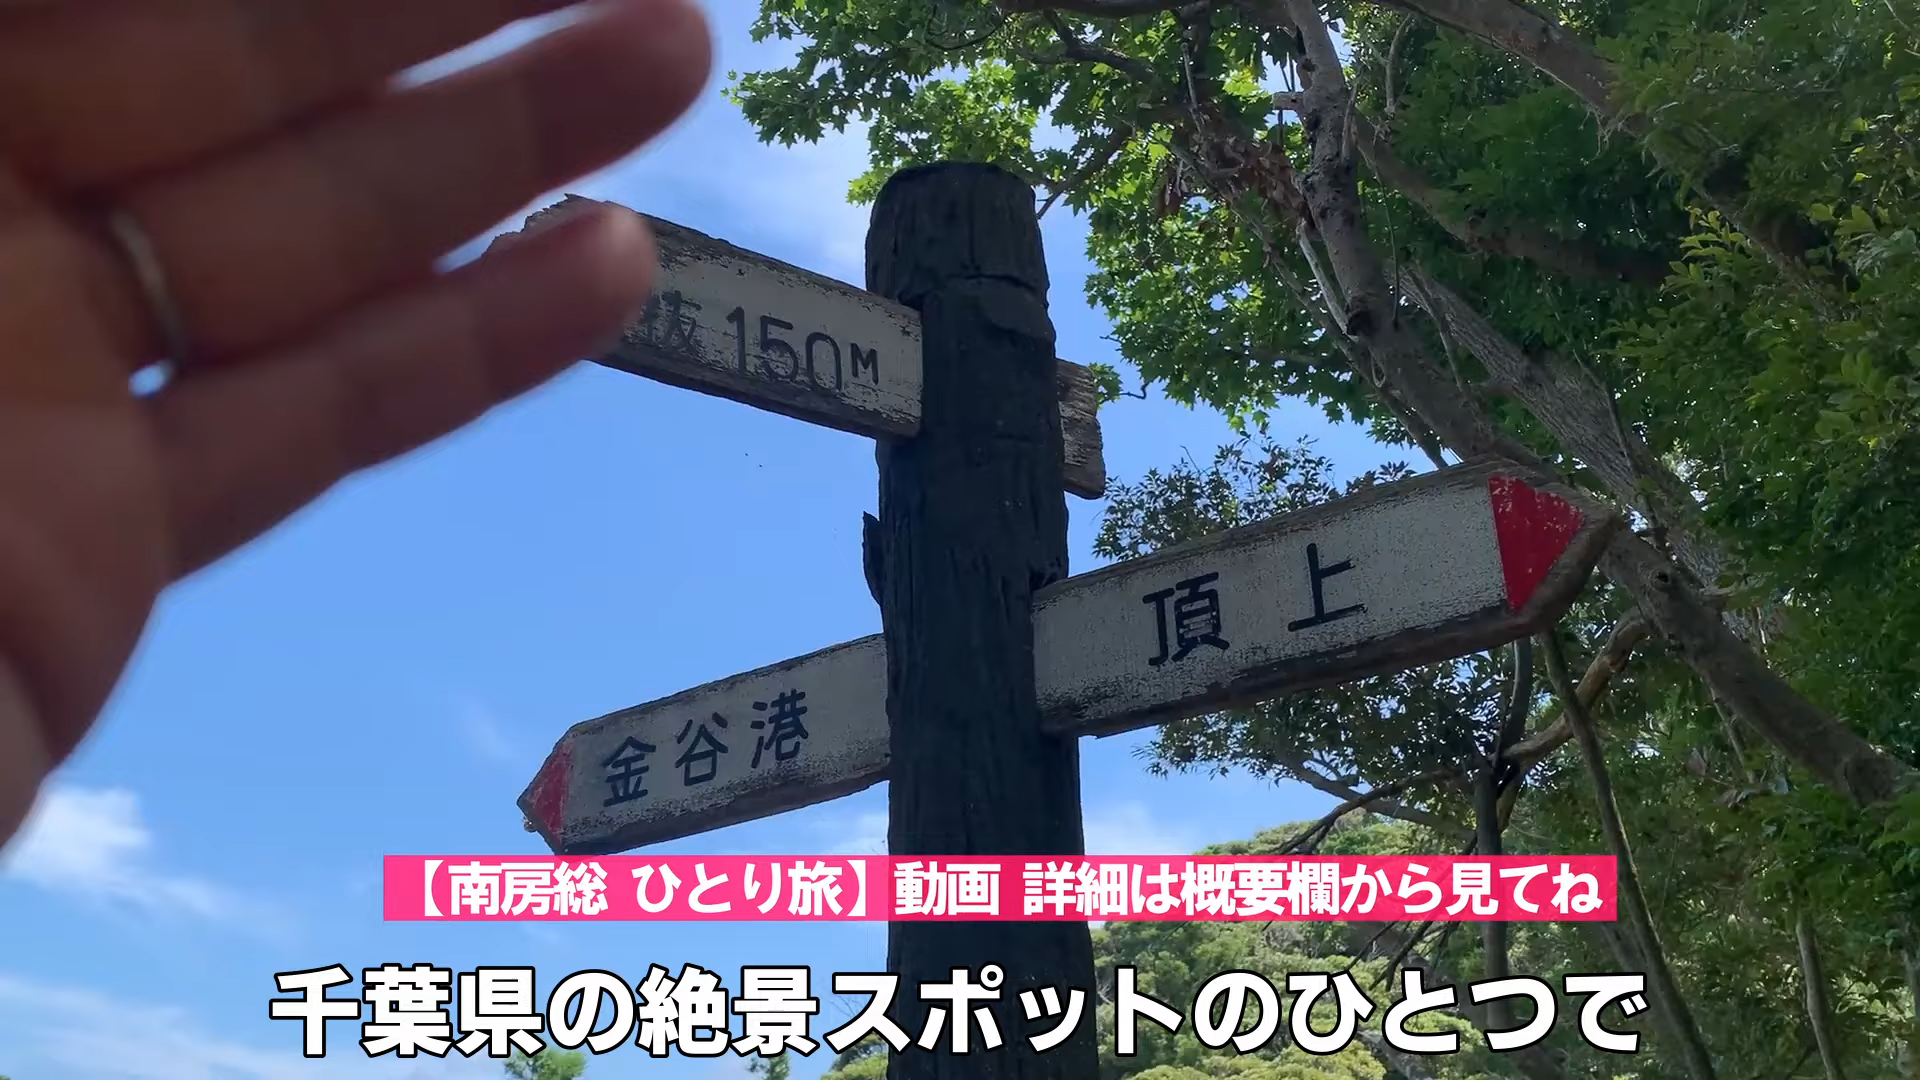 抜 150M
頂上
金谷港
【南房総 ひとり旅】動画 詳細は概要欄から見てね
千葉県の絶景スポットのひとつで